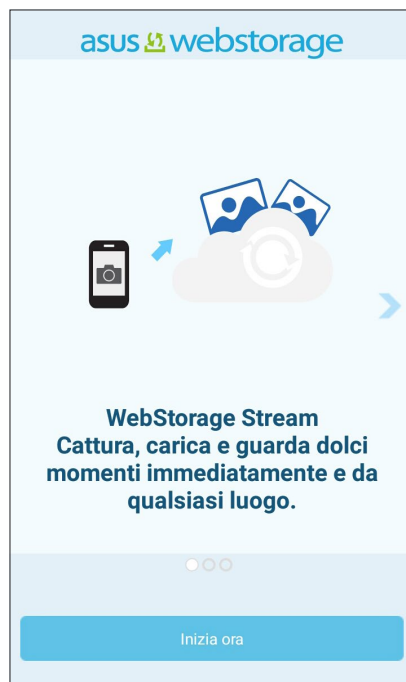 asus webstorage
WebStorage Stream
Cattura, carica e guarda dolci
momenti immediatamente e da
qualsiasi luogo.
Inizia ora